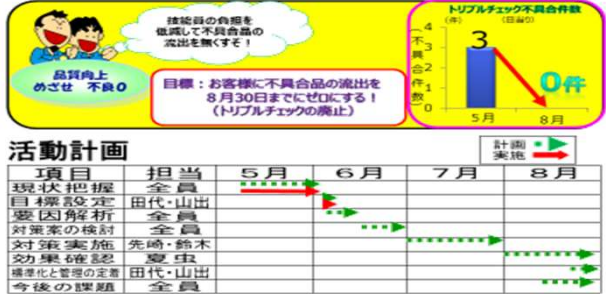 技能員の負担を
低減して不具合品の
流出を無くすぞ！
品質向上
めざせ 不良０
目標：お客様に不具合品の流出を
８月30日までにゼロにする！
（トリプルチェックの廃止）
トリプルチェック不具合件数
(件) (日当り)
不具合件数
4
3
2
1
0
3
0件
5月 8月
活動計画
計画
実施
項目 担当 5月 6月 7月 8月
現状把握 全員
目標設定 田代・山出
要因解析 全員
対策案の検討 全員
対策実施 先崎・鈴木
効果確認 夏虫
標準化と管理の定着 田代・山出
今後の課題 全員